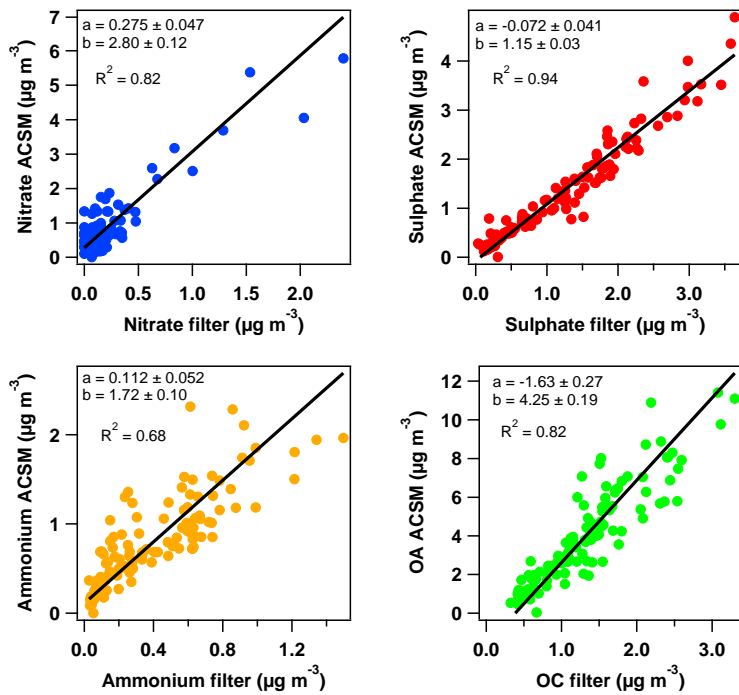 a = 0.275 ± 0.047
b = 2.80 ± 0.12
R² = 0.82
Nitrate ACSM (µg m⁻³)
7
6
5
4
3
2
1
0
0.0 0.5 1.0 1.5 2.0
Nitrate filter (µg m⁻³)
a = -0.072 ± 0.041
b = 1.15 ± 0.03
R² = 0.94
Sulphate ACSM (µg m⁻³)
4
3
2
1
0
0.0 1.0 2.0 3.0
Sulphate filter (µg m⁻³)
a = 0.112 ± 0.052
b = 1.72 ± 0.10
R² = 0.68
Ammonium ACSM (µg m⁻³)
2
1
0
0.0 0.4 0.8 1.2
Ammonium filter (µg m⁻³)
a = -1.63 ± 0.27
b = 4.25 ± 0.19
R² = 0.82
OA ACSM (µg m⁻³)
12
10
8
6
4
2
0
0.0 1.0 2.0 3.0
OC filter (µg m⁻³)